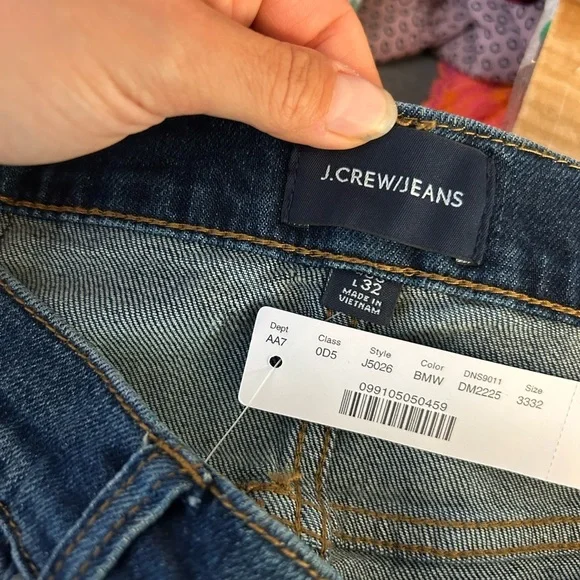 J.CREW/JEANS
L 32
MADE IN
VIETNAM
Dept Class Style Color DNS9011 Size
AA7 0D5 J5026 BMW DM2225 3332
099105050459